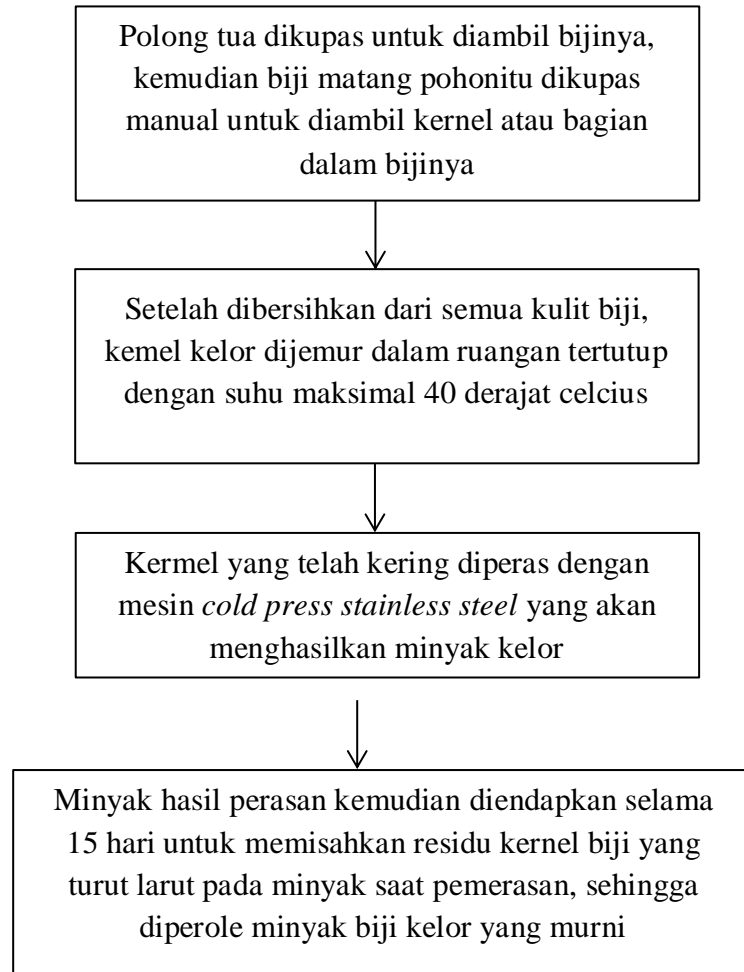 Polong tua dikupas untuk diambil bijinya,
kemudian biji matang pohonitu dikupas
manual untuk diambil kernel atau bagian
dalam bijinya
Setelah dibersihkan dari semua kulit biji,
kemel kelor dijemur dalam ruangan tertutup
dengan suhu maksimal 40 derajat celcius
Kermel yang telah kering diperas dengan
mesin cold press stainless steel yang akan
menghasilkan minyak kelor
Minyak hasil perasan kemudian diendapkan selama
15 hari untuk memisahkan residu kernel biji yang
turut larut pada minyak saat pemerasan, sehingga
diperole minyak biji kelor yang murni